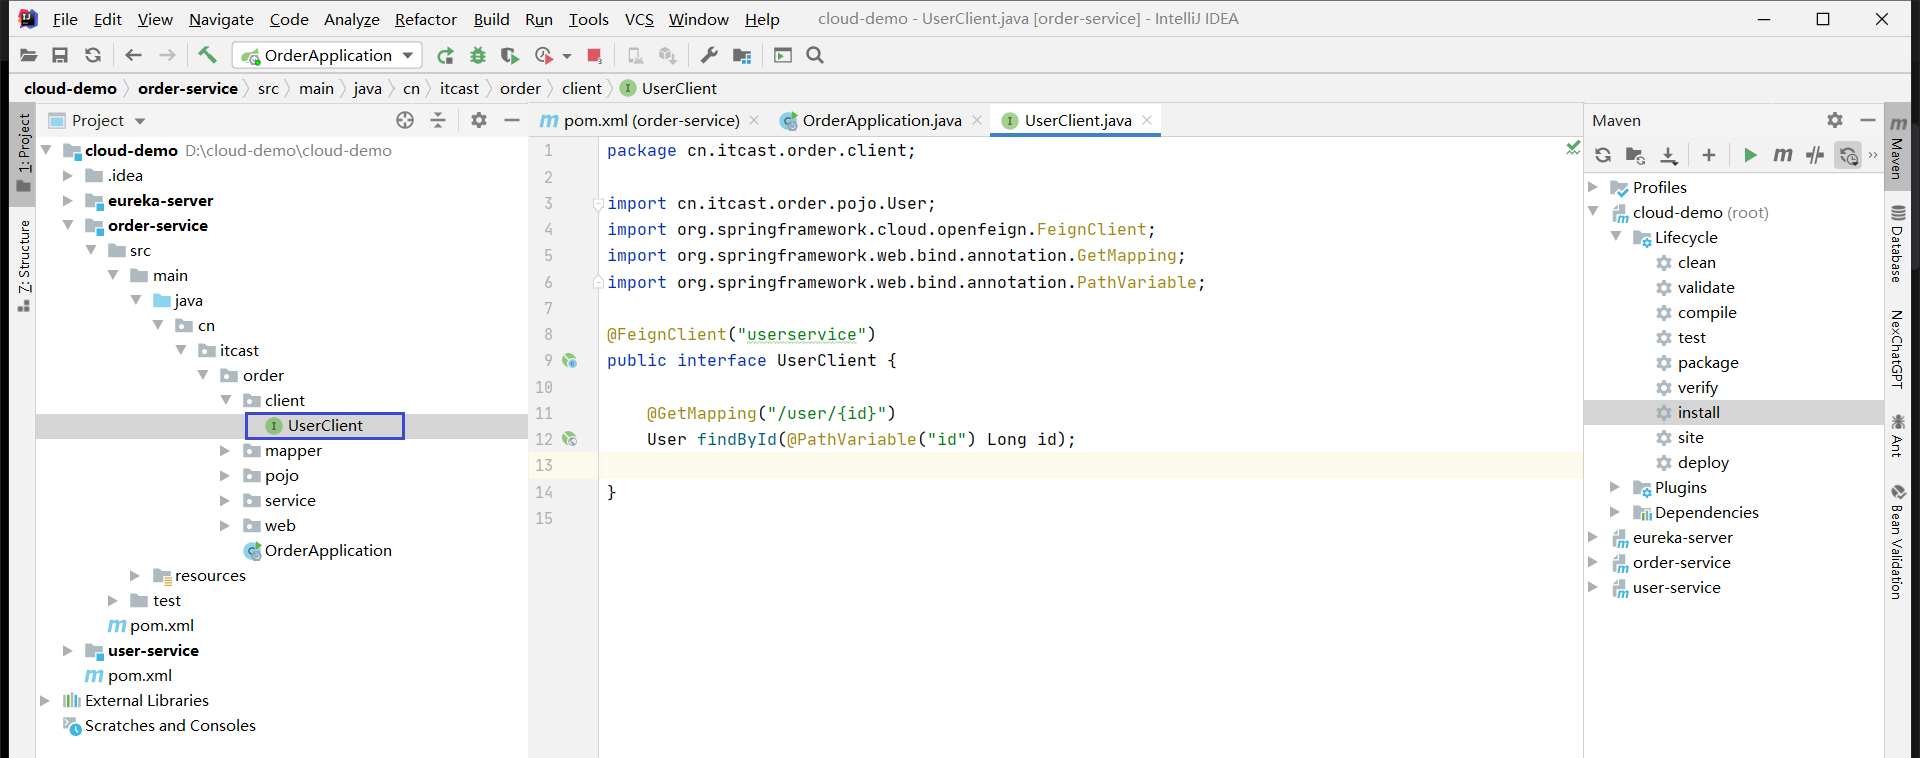 File Edit View Navigate Code Analyze Refactor Build Run Tools VCS Window Help cloud-demo - UserClient.java [order-service] - IntelliJ IDEA
OrderApplication
cloud-demo order-service src main java cn itcast order client UserClient
1: Project
Z: Structure
Project
cloud-demo D:\cloud-demo\cloud-demo
.idea
eureka-server
order-service
src
main
java
cn
itcast
order
client
UserClient
mapper
pojo
service
web
OrderApplication
resources
test
pom.xml
user-service
pom.xml
External Libraries
Scratches and Consoles
pom.xml (order-service) OrderApplication.java UserClient.java
1 package cn.itcast.order.client;
2
3 import cn.itcast.order.pojo.User;
4 import org.springframework.cloud.openfeign.FeignClient;
5 import org.springframework.web.bind.annotation.GetMapping;
6 import org.springframework.web.bind.annotation.PathVariable;
7
8 @FeignClient("userservice")
9 public interface UserClient {
10
11 @GetMapping("/user/{id}")
12 User findById(@PathVariable("id") Long id);
13
14 }
15
Maven
Profiles
cloud-demo (root)
Lifecycle
clean
validate
compile
test
package
verify
install
site
deploy
Plugins
Dependencies
eureka-server
order-service
user-service
Maven
Database
NexChatGPT
Ant
Bean Validation